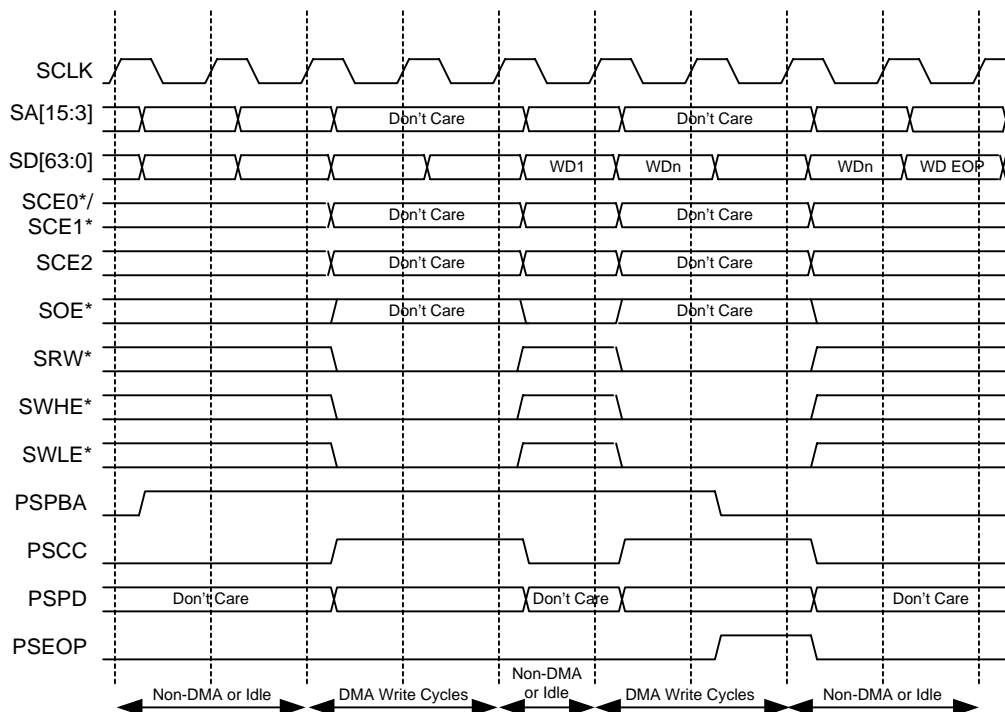 SCLK
SA[15:3]
Don't Care
Don't Care
SD[63:0]
WD1
WDn
WDn
WD EOP
SCE0*/
SCE1*
Don't Care
Don't Care
SCE2
Don't Care
Don't Care
SOE*
Don't Care
Don't Care
SRW*
SWHE*
SWLE*
PSPBA
PSCC
PSPD
Don't Care
Don't Care
Don't Care
PSEOP
Non-DMA or Idle
DMA Write Cycles
Non-DMA
or Idle
DMA Write Cycles
Non-DMA or Idle